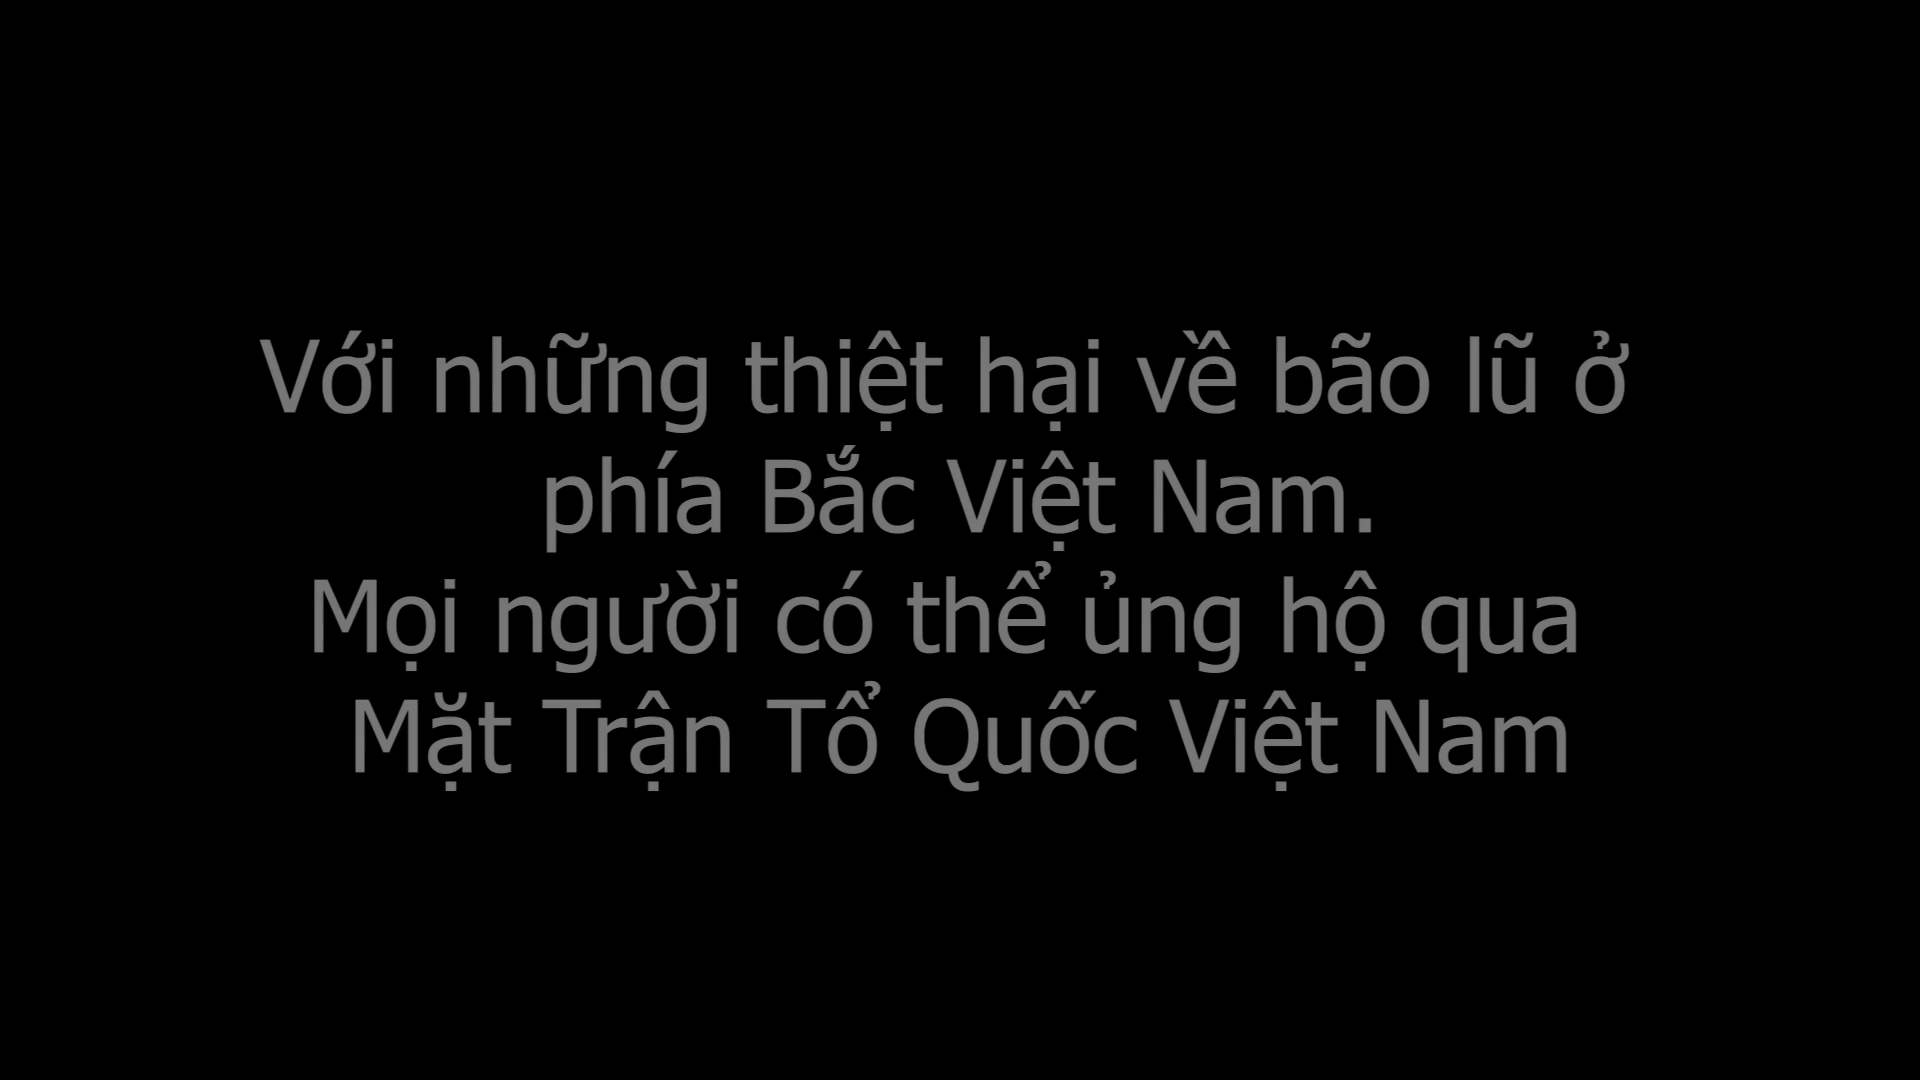 Với những thiệt hại về bão lũ ở
phía Bắc Việt Nam.
Mọi người có thể ủng hộ qua
Mặt Trận Tổ Quốc Việt Nam